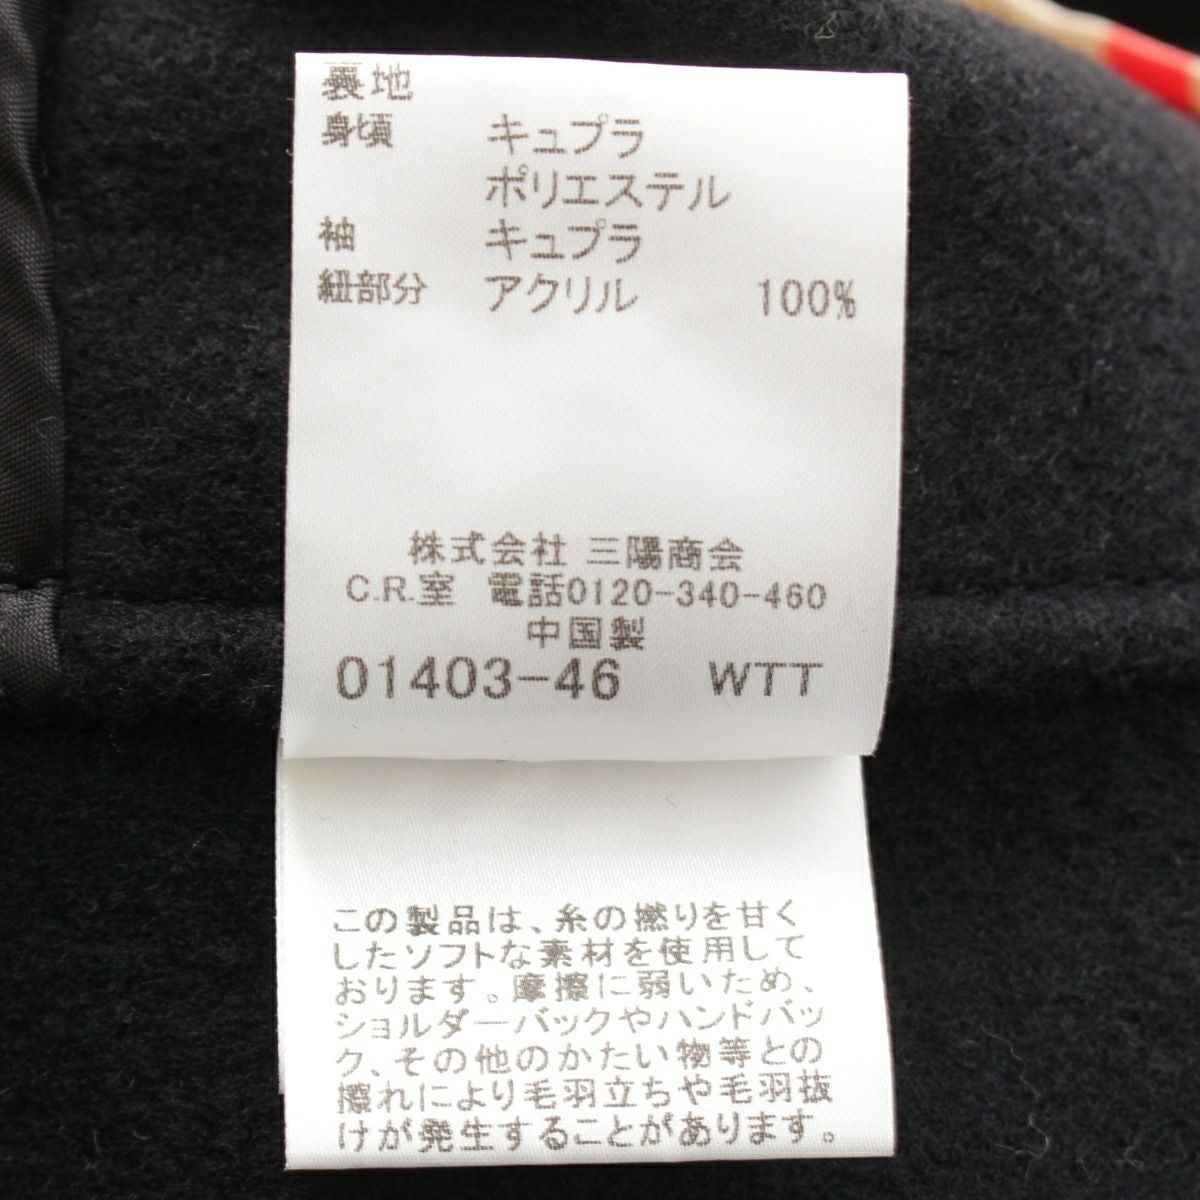 裏地
身頃 キュプラ
ポリエステル
袖 キュプラ
紐部分 アクリル 100%
株式会社 三陽商会
C.R.室 電話0120-340-460
中国製
01403-46 WTT
この製品は、糸の撚りを甘く
したソフトな素材を使用して
おります。摩擦に弱いため、
ショルダーバックやハンドバッ
ク、その他のかたい物等との
擦れにより毛羽立ちや毛羽抜
けが発生することがあります。